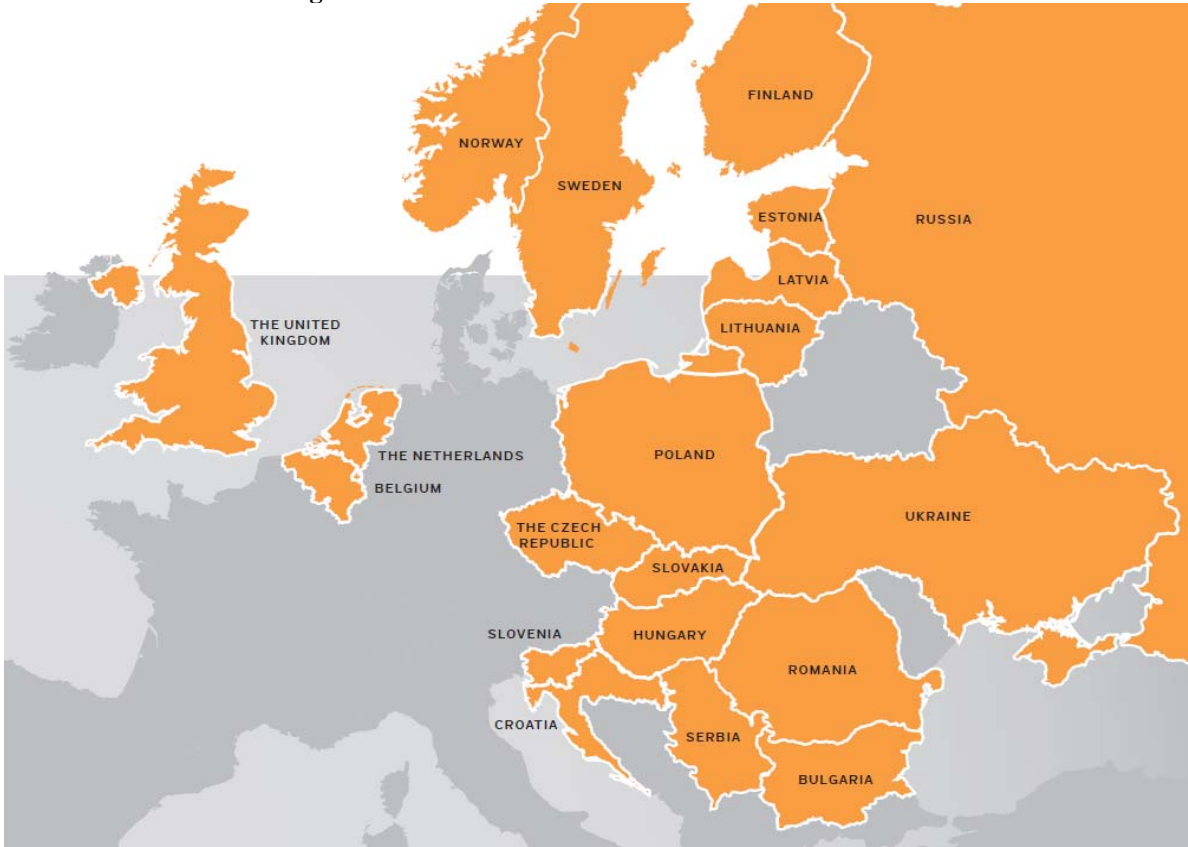 FINLAND
NORWAY
SWEDEN
ESTONIA
RUSSIA
LATVIA
THE UNITED
KINGDOM
LITHUANIA
THE NETHERLANDS
POLAND
BELGIUM
UKRAINE
THE CZECH
REPUBLIC
SLOVAKIA
SLOVENIA
HUNGARY
ROMANIA
CROATIA
SERBIA
BULGARIA